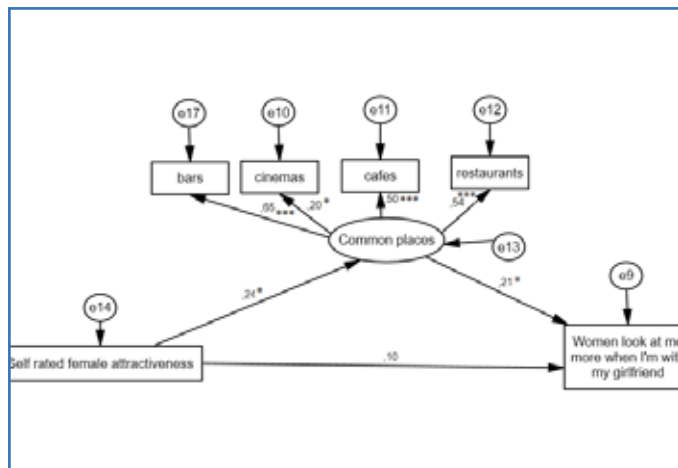 e17
e10
e11
e12
bars
cinemas
cafes
restaurants
,65***
,20*
,50***
,54***
Common places
e13
,24*
,21*
e14
e9
Self rated female attractiveness
,10
Women look at me
more when I'm with
my girlfriend